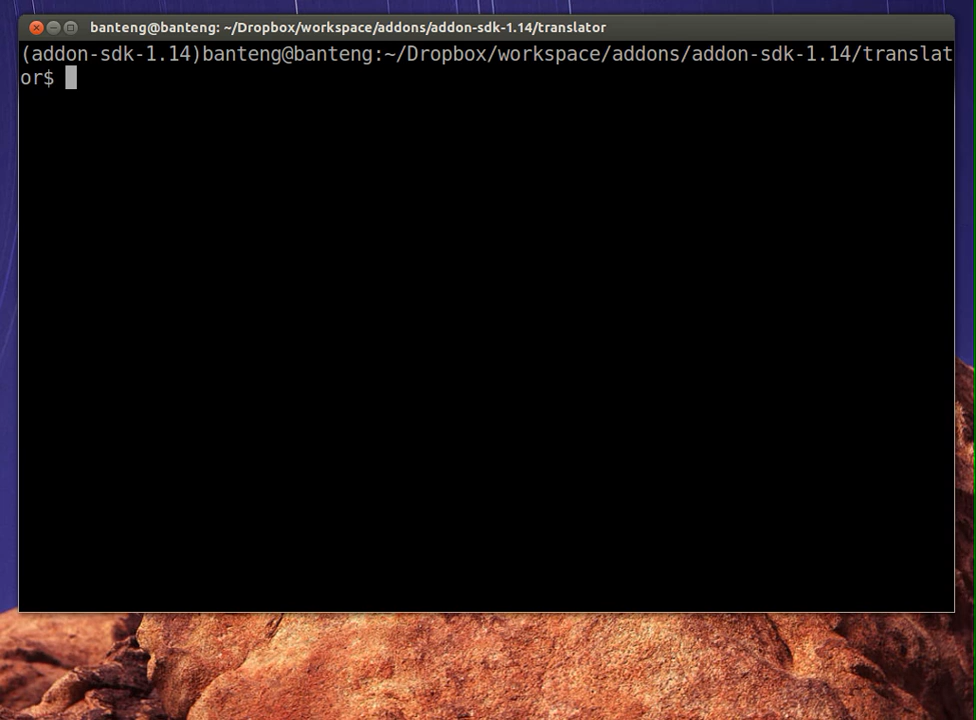 banteng@banteng: ~/Dropbox/workspace/addons/addon-sdk-1.14/translator
(addon-sdk-1.14)banteng@banteng:~/Dropbox/workspace/addons/addon-sdk-1.14/translat
or$